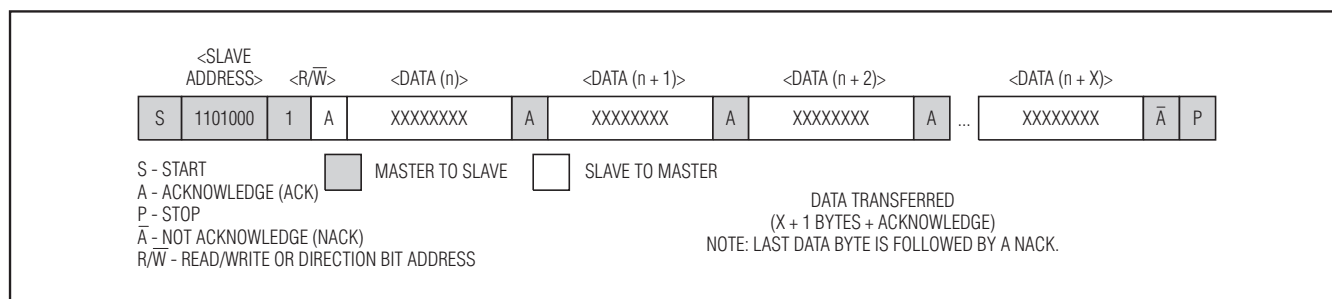 <SLAVE
ADDRESS> <R/W̅> <DATA (n)> <DATA (n + 1)> <DATA (n + 2)> <DATA (n + X)>
S 1101000 1 A XXXXXXXX A XXXXXXXX A XXXXXXXX A ... XXXXXXXX A̅ P
S - START
A - ACKNOWLEDGE (ACK)
P - STOP
A̅ - NOT ACKNOWLEDGE (NACK)
R/W̅ - READ/WRITE OR DIRECTION BIT ADDRESS
MASTER TO SLAVE SLAVE TO MASTER
DATA TRANSFERRED
(X + 1 BYTES + ACKNOWLEDGE)
NOTE: LAST DATA BYTE IS FOLLOWED BY A NACK.